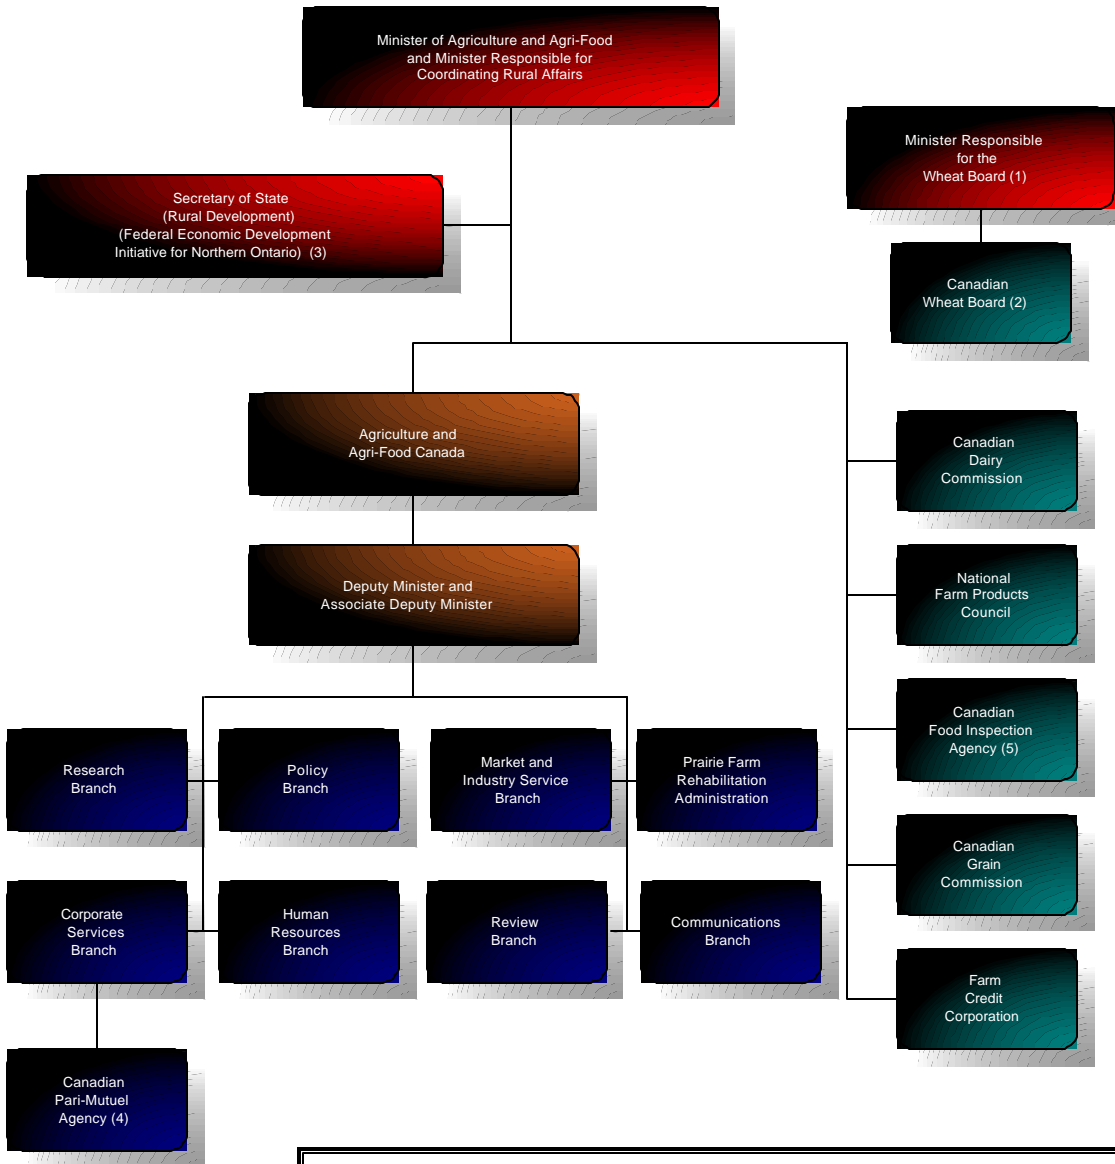 Minister of Agriculture and Agri-Food
and Minister Responsible for
Coordinating Rural Affairs
Minister Responsible
for the
Wheat Board (1)
Secretary of State
(Rural Development)
(Federal Economic Development
Initiative for Northern Ontario) (3)
Canadian
Wheat Board (2)
Agriculture and
Agri-Food Canada
Canadian
Dairy
Commission
Deputy Minister and
Associate Deputy Minister
National
Farm Products
Council
Canadian
Food Inspection
Agency (5)
Research
Branch
Policy
Branch
Market and
Industry Service
Branch
Prairie Farm
Rehabilitation
Administration
Canadian
Grain
Commission
Corporate
Services
Branch
Human
Resources
Branch
Review
Branch
Communications
Branch
Farm
Credit
Corporation
Canadian
Pari-Mutuel
Agency (4)